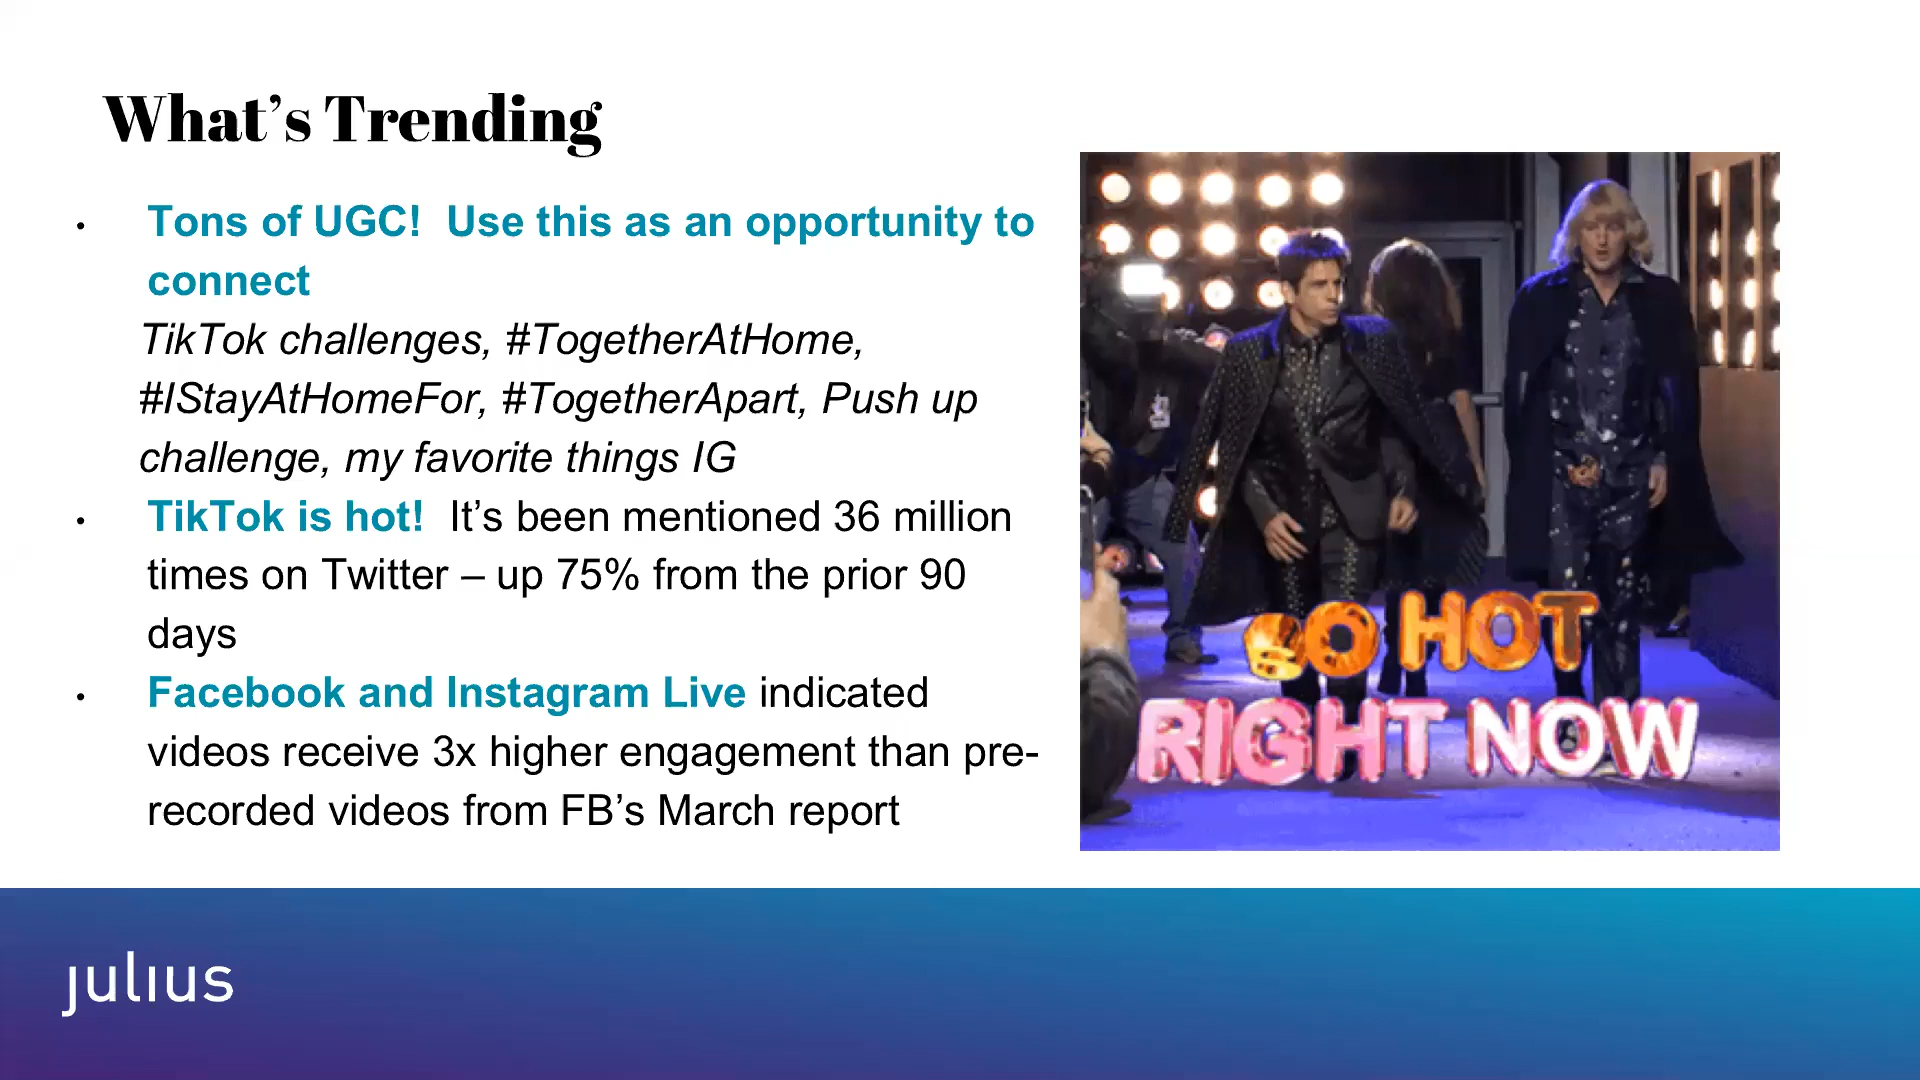 What’s Trending
• Tons of UGC!  Use this as an opportunity to
connect
TikTok challenges, #TogetherAtHome,
#IStayAtHomeFor, #TogetherApart, Push up
challenge, my favorite things IG
• TikTok is hot!  It’s been mentioned 36 million
times on Twitter – up 75% from the prior 90
days
• Facebook and Instagram Live indicated
videos receive 3x higher engagement than pre-
recorded videos from FB’s March report
SO HOT
RIGHT NOW
julius